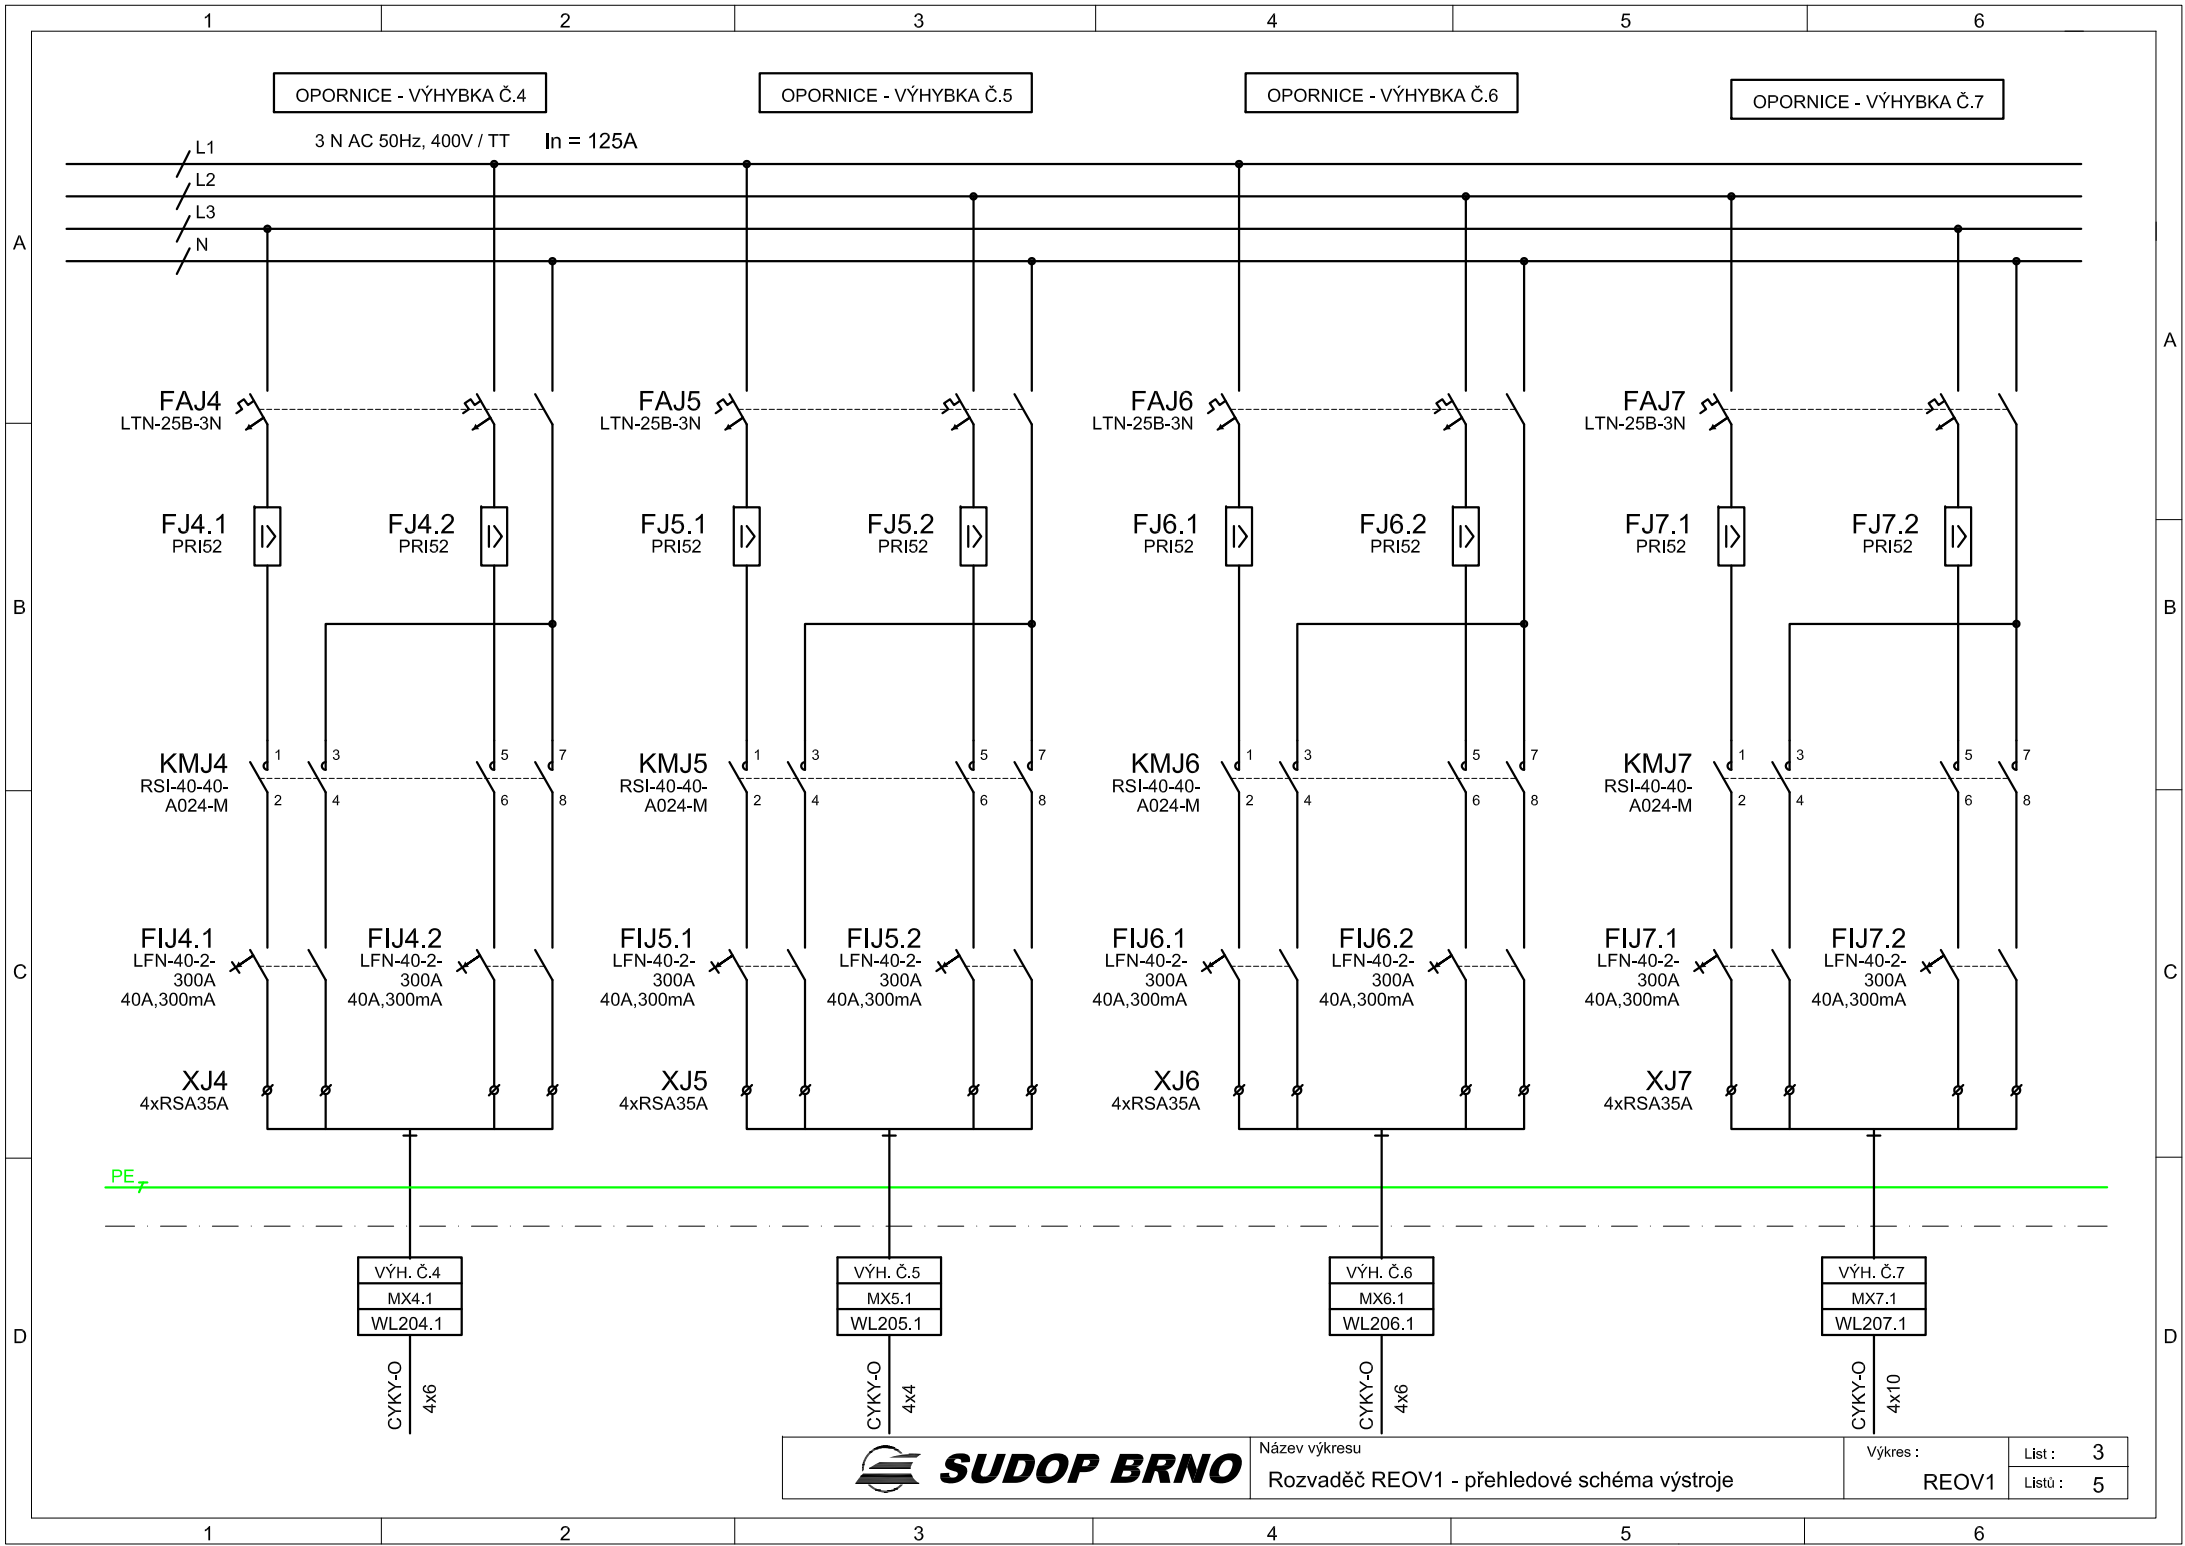 1 2 3 4 5 6
OPORNICE - VÝHYBKA Č.4
OPORNICE - VÝHYBKA Č.5
OPORNICE - VÝHYBKA Č.6
OPORNICE - VÝHYBKA Č.7
3 N AC 50Hz, 400V / TT In = 125A
L1
L2
L3
N
A
A
FAJ4
LTN-25B-3N
FAJ5
LTN-25B-3N
FAJ6
LTN-25B-3N
FAJ7
LTN-25B-3N
FJ4.1
PRI52
FJ4.2
PRI52
FJ5.1
PRI52
FJ5.2
PRI52
FJ6.1
PRI52
FJ6.2
PRI52
FJ7.1
PRI52
FJ7.2
PRI52
B
B
KMJ4
RSI-40-40-
A024-M
1 3 5 7
2 4 6 8
KMJ5
RSI-40-40-
A024-M
1 3 5 7
2 4 6 8
KMJ6
RSI-40-40-
A024-M
1 3 5 7
2 4 6 8
KMJ7
RSI-40-40-
A024-M
1 3 5 7
2 4 6 8
FIJ4.1
LFN-40-2-
300A
40A,300mA
FIJ4.2
LFN-40-2-
300A
40A,300mA
FIJ5.1
LFN-40-2-
300A
40A,300mA
FIJ5.2
LFN-40-2-
300A
40A,300mA
FIJ6.1
LFN-40-2-
300A
40A,300mA
FIJ6.2
LFN-40-2-
300A
40A,300mA
FIJ7.1
LFN-40-2-
300A
40A,300mA
FIJ7.2
LFN-40-2-
300A
40A,300mA
C
C
XJ4
4xRSA35A
XJ5
4xRSA35A
XJ6
4xRSA35A
XJ7
4xRSA35A
PE
VÝH. Č.4
MX4.1
WL204.1
CYKY-O
4x6
VÝH. Č.5
MX5.1
WL205.1
CYKY-O
4x4
VÝH. Č.6
MX6.1
WL206.1
CYKY-O
4x6
VÝH. Č.7
MX7.1
WL207.1
CYKY-O
4x10
D
D
SUDOP BRNO
Název výkresu
Rozvaděč REOV1 - přehledové schéma výstroje
Výkres :
REOV1
List : 3
Listů : 5
1 2 3 4 5 6